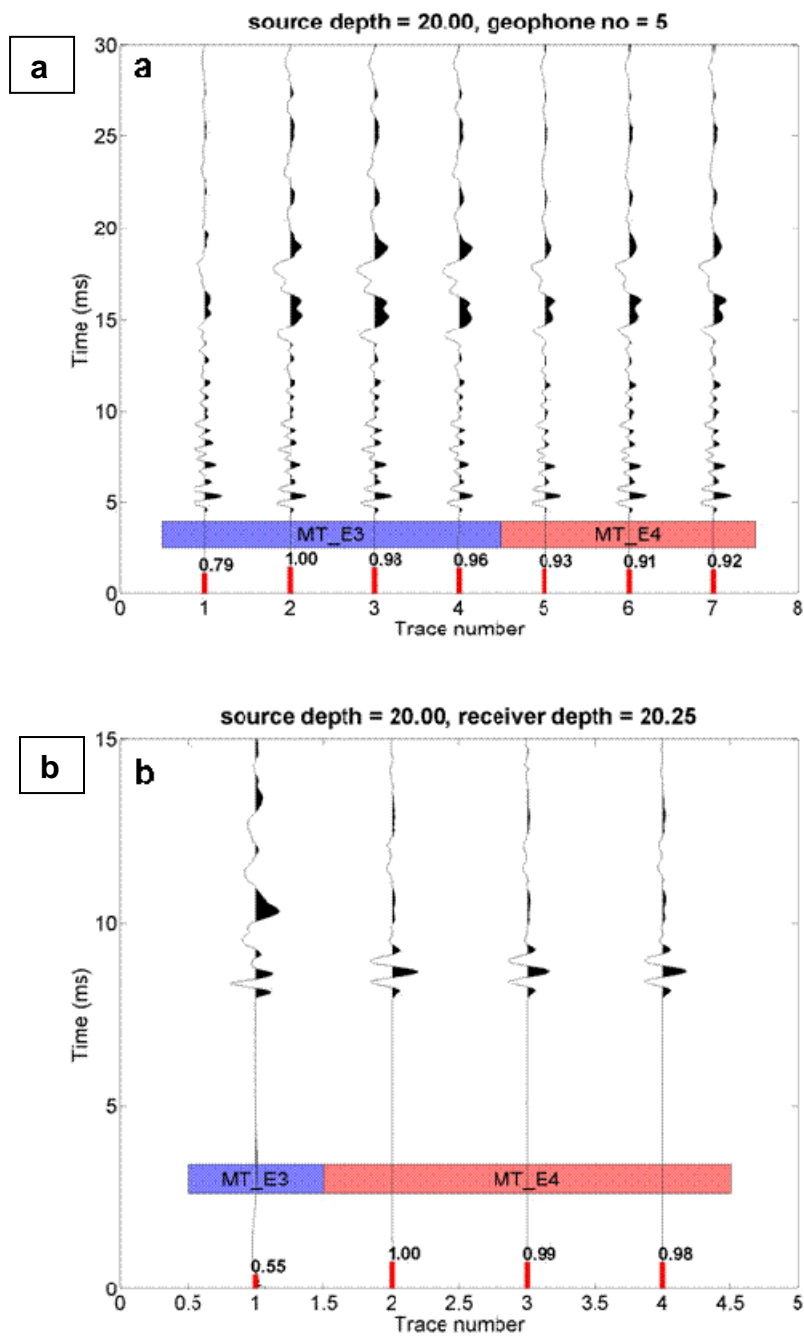 source depth = 20.00, geophone no = 5
a
a
30
25
20
15
10
5
0
Time (ms)
MT_E3 MT_E4
0.79 1.00 0.98 0.96 0.93 0.91 0.92
0 1 2 3 4 5 6 7 8
Trace number
source depth = 20.00, receiver depth = 20.25
b
b
15
10
5
0
Time (ms)
MT_E3 MT_E4
0.55 1.00 0.99 0.98
0 0.5 1 1.5 2 2.5 3 3.5 4 4.5 5
Trace number